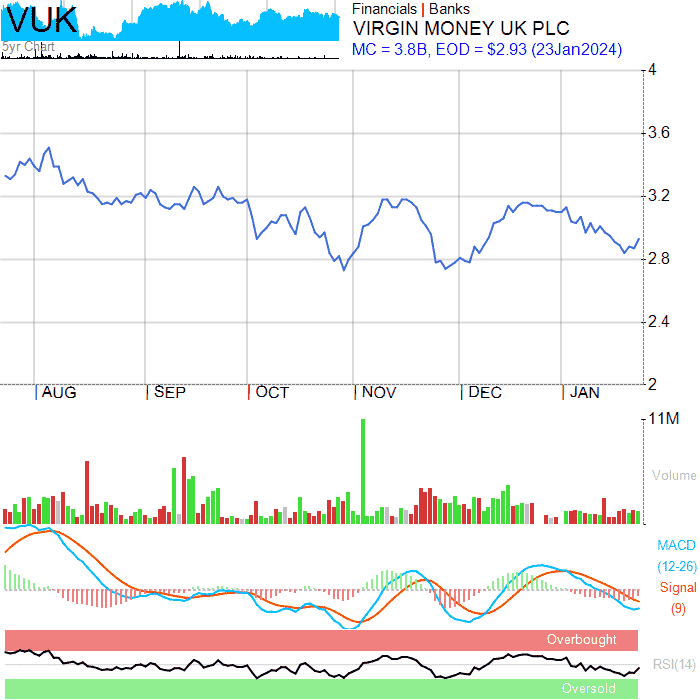 VUK
5yr Chart
Financials | Banks
VIRGIN MONEY UK PLC
MC = 3.8B, EOD = $2.93 (23Jan2024)
4
3.6
3.2
2.8
2.4
2
AUG SEP OCT NOV DEC JAN
11M
Volume
MACD
(12-26)
Signal
(9)
Overbought
RSI(14)
Oversold